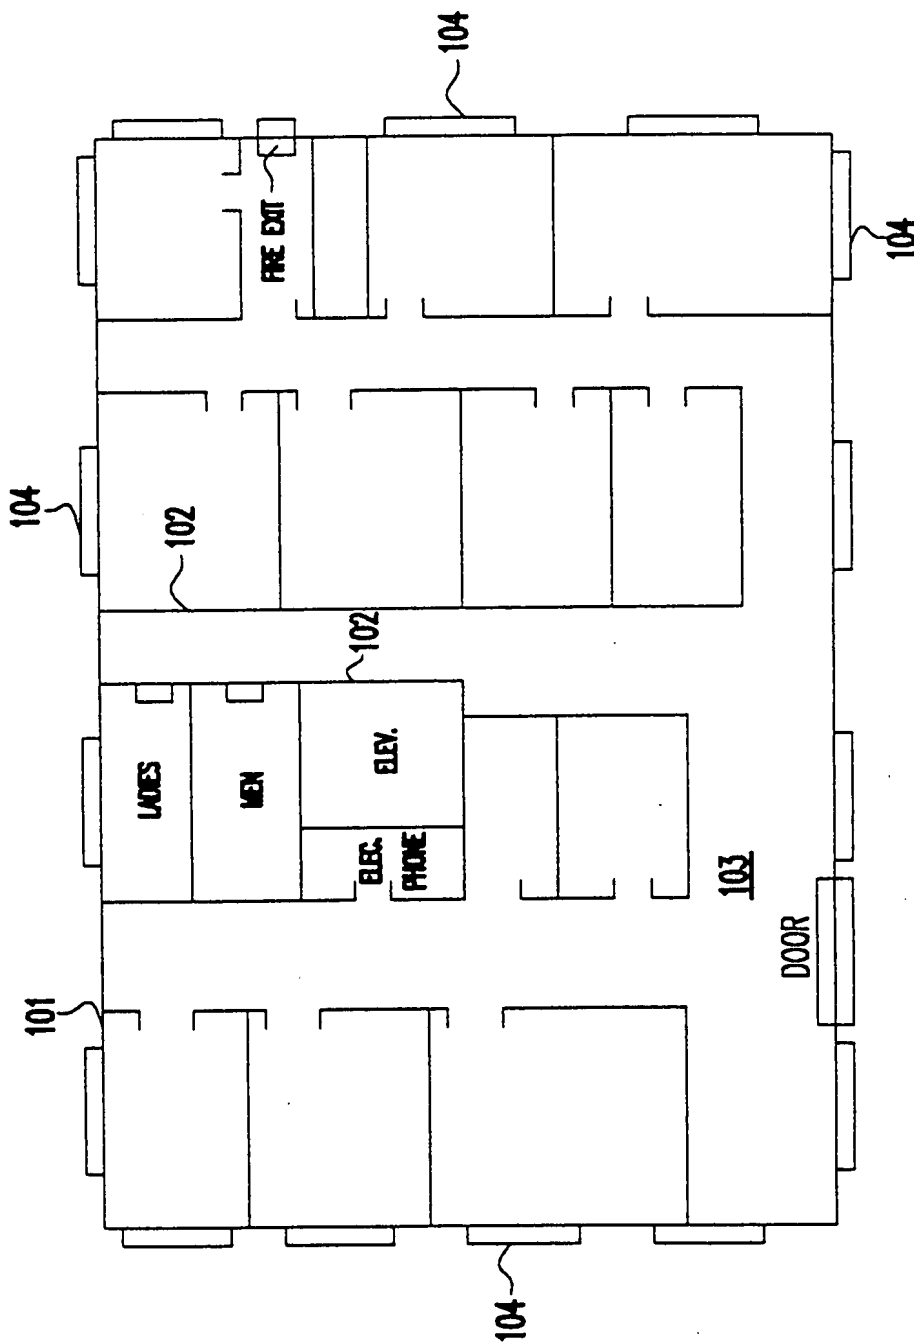 104
104
FIRE EXIT
104
102
102
LADIES
MEN
ELEV.
ELEC.
PHONE
103
DOOR
101
104